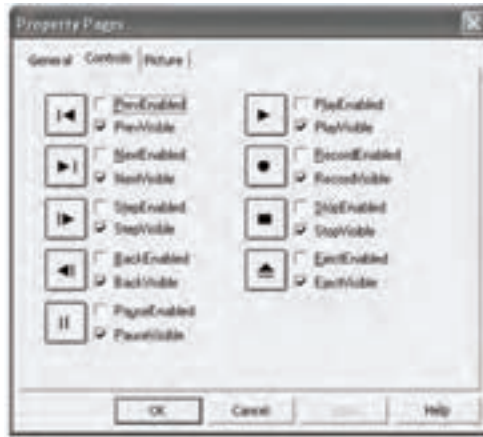 Property Pages
General Controls Picture
PrevEnabled
PrevVisible
NextEnabled
NextVisible
StepEnabled
StepVisible
BackEnabled
BackVisible
PauseEnabled
PauseVisible
PlayEnabled
PlayVisible
RecordEnabled
RecordVisible
StopEnabled
StopVisible
EjectEnabled
EjectVisible
OK Cancel Help